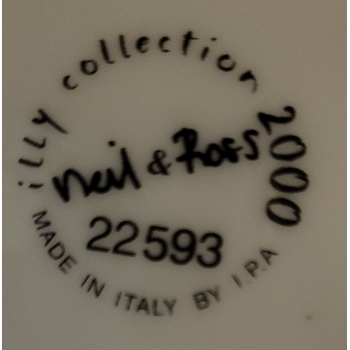 illy collection 2000
Neil & Ross
22593
MADE IN ITALY BY I.P.A